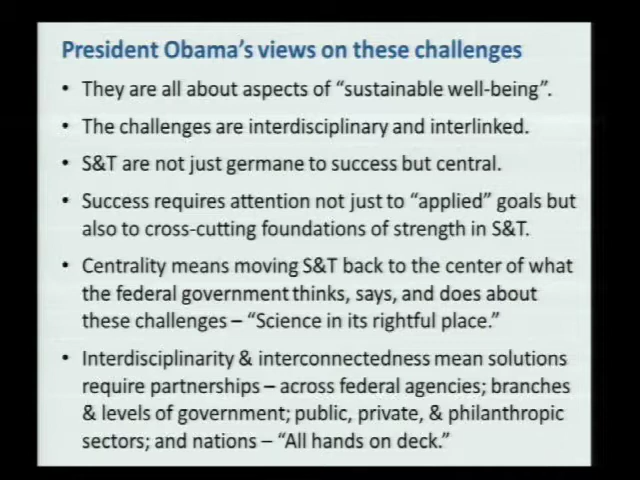 President Obama's views on these challenges
• They are all about aspects of “sustainable well-being”.
• The challenges are interdisciplinary and interlinked.
• S&T are not just germane to success but central.
• Success requires attention not just to “applied” goals but
also to cross-cutting foundations of strength in S&T.
• Centrality means moving S&T back to the center of what
the federal government thinks, says, and does about
these challenges – “Science in its rightful place.”
• Interdisciplinarity & interconnectedness mean solutions
require partnerships – across federal agencies; branches
& levels of government; public, private, & philanthropic
sectors; and nations – “All hands on deck.”